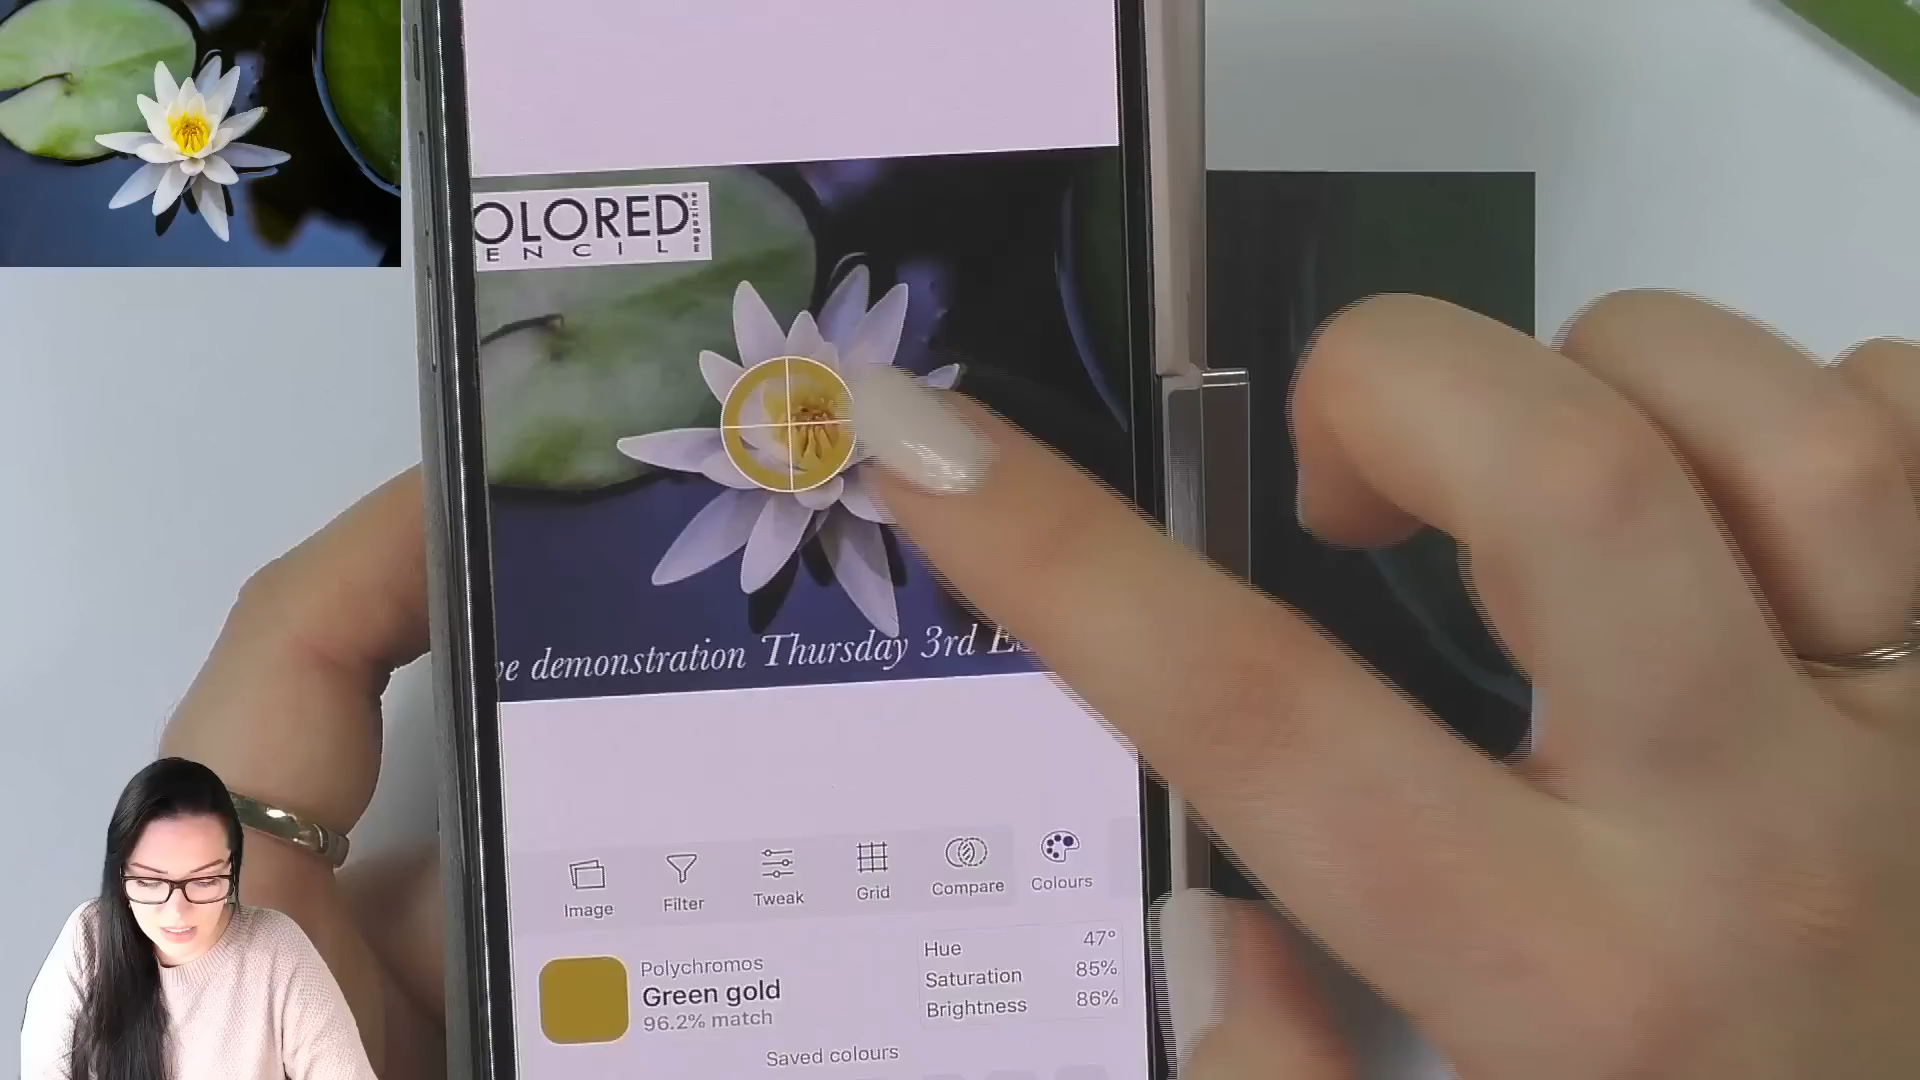 OLORED
ENCIL
ve demonstration Thursday 3rd
Image
Filter
Tweak
Grid
Compare
Colours
Polychromos
Green gold
96.2% match
Hue 47°
Saturation 85%
Brightness 86%
Saved colours